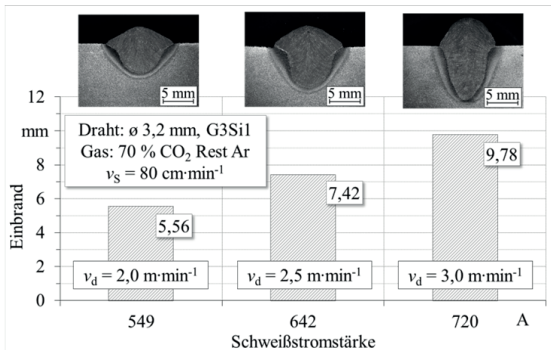 5 mm
5 mm
5 mm
12
mm
8
6
4
2
0
Einbrand
Draht: ø 3,2 mm, G3Si1
Gas: 70 % CO₂ Rest Ar
vS = 80 cm·min⁻¹
5,56
7,42
9,78
vd = 2,0 m·min⁻¹
vd = 2,5 m·min⁻¹
vd = 3,0 m·min⁻¹
549
642
720
A
Schweißstromstärke